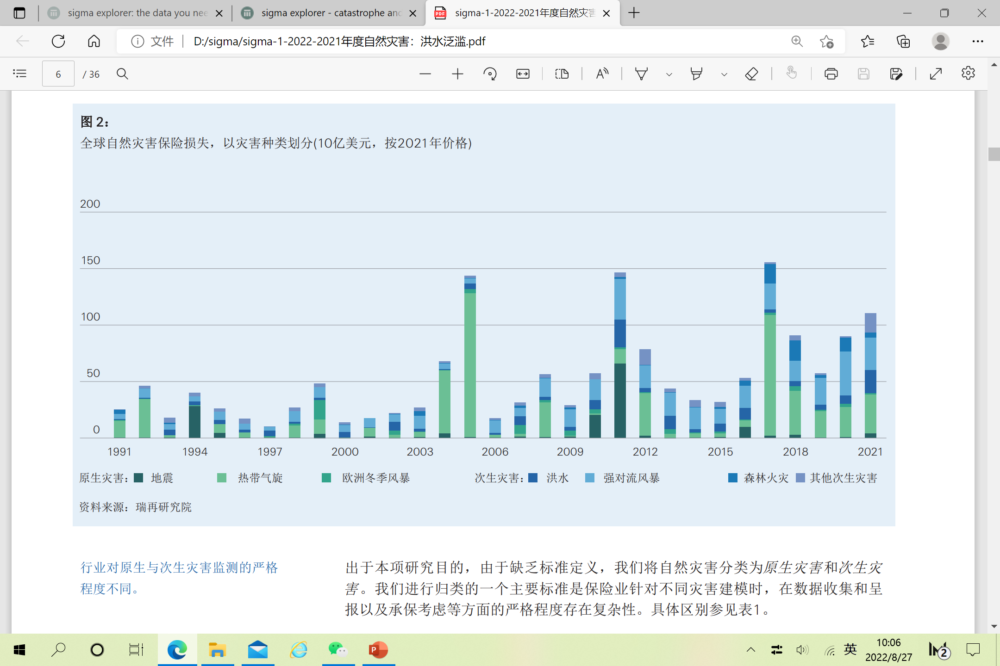 sigma explorer: the data you nee
sigma explorer - catastrophe and
sigma-1-2022-2021年度自然灾害
文件
D:/sigma/sigma-1-2022-2021年度自然灾害：洪水泛滥.pdf
6 / 36
图 2：
全球自然灾害保险损失，以灾害种类划分(10亿美元，按2021年价格)
200
150
100
50
0
1991 1994 1997 2000 2003 2006 2009 2012 2015 2018 2021
原生灾害： 地震 热带气旋 欧洲冬季风暴 次生灾害： 洪水 强对流风暴 森林火灾 其他次生灾害
资料来源：瑞再研究院
行业对原生与次生灾害监测的严格
程度不同。
出于本项研究目的，由于缺乏标准定义，我们将自然灾害分类为原生灾害和次生灾
害。我们进行归类的一个主要标准是保险业针对不同灾害建模时，在数据收集和呈
报以及承保考虑等方面的严格程度存在复杂性。具体区别参见表1。
英
10:06
2022/8/27
2